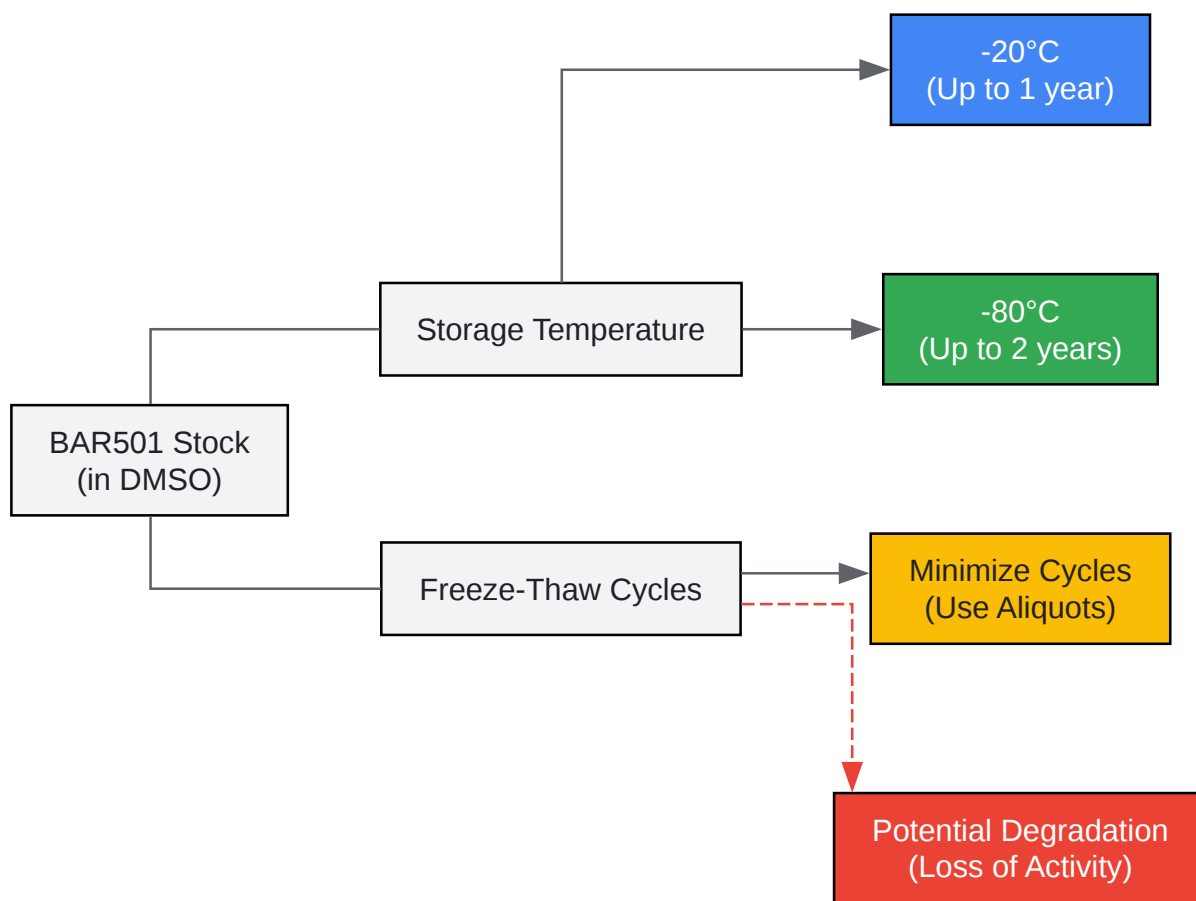 -20°C
(Up to 1 year)
Storage Temperature
-80°C
(Up to 2 years)
BAR501 Stock
(in DMSO)
Freeze-Thaw Cycles
Minimize Cycles
(Use Aliquots)
Potential Degradation
(Loss of Activity)